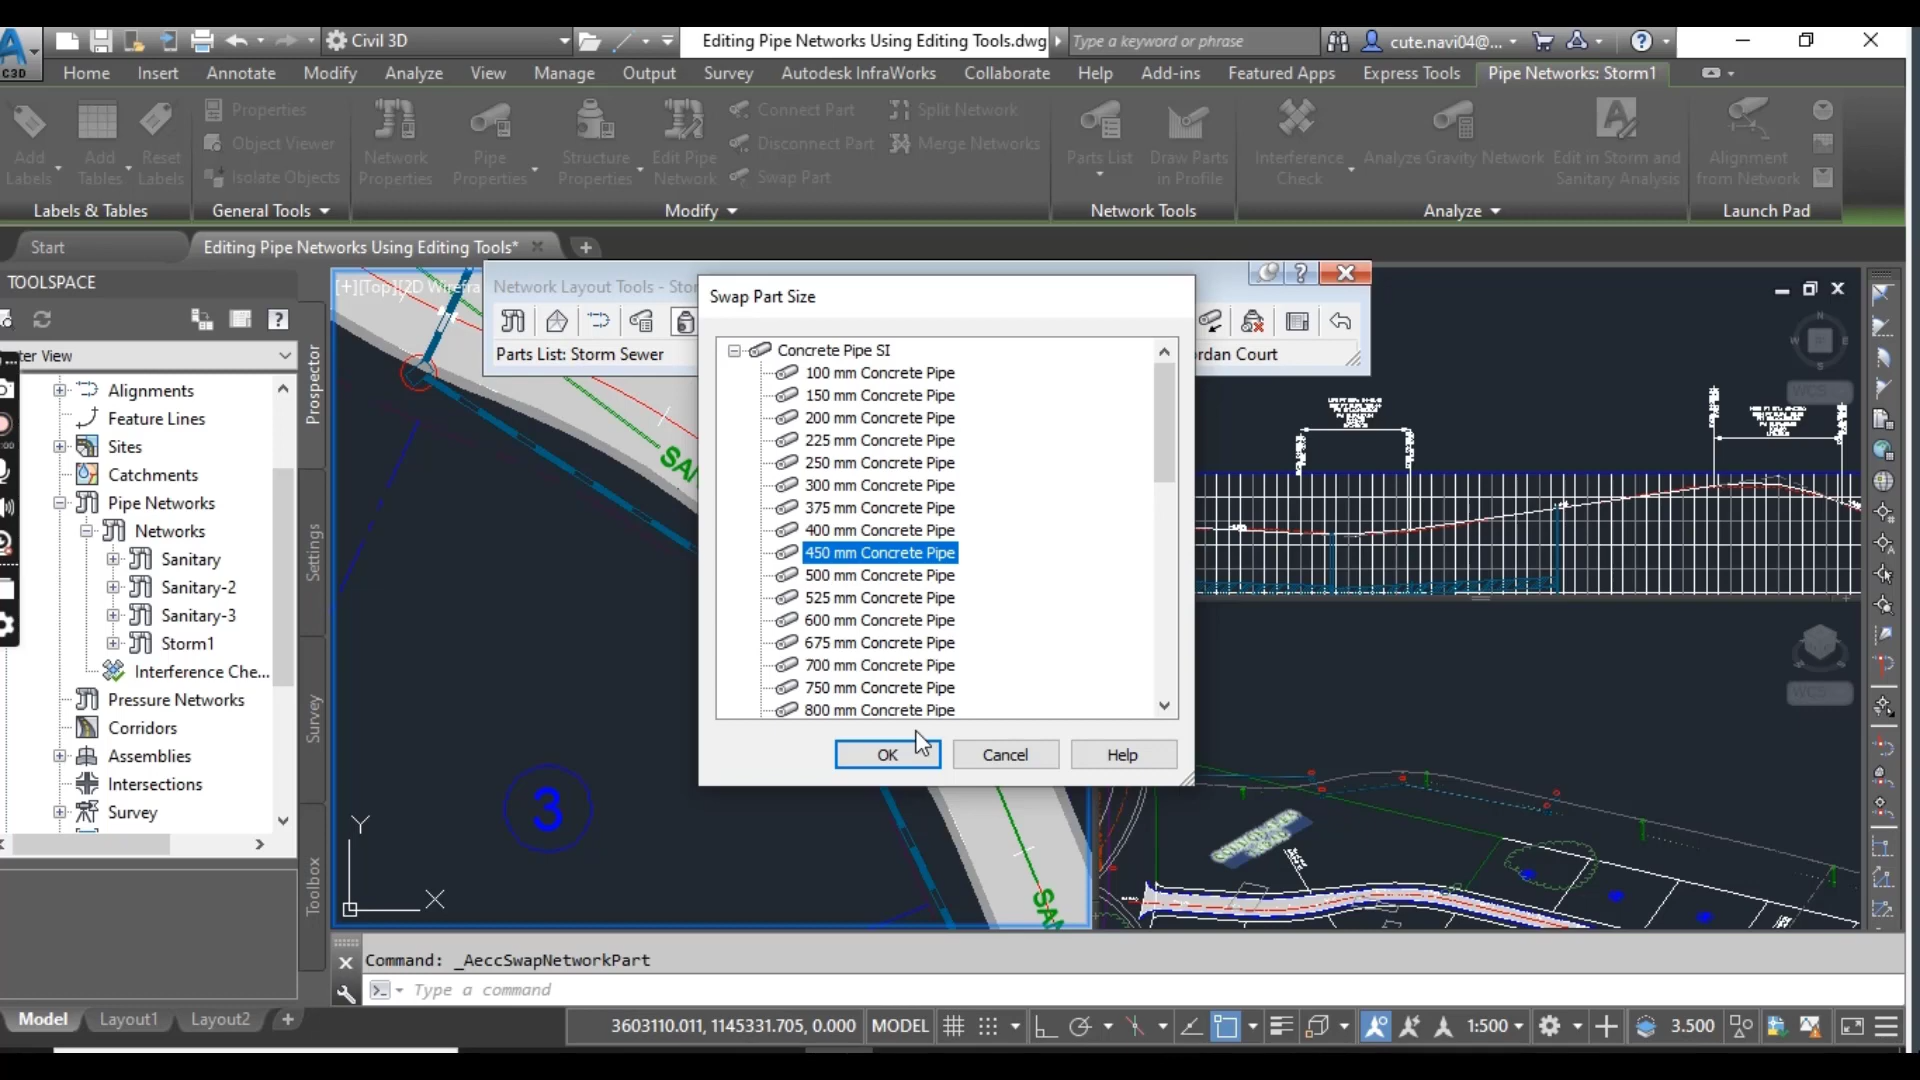 C3D
Civil 3D
Editing Pipe Networks Using Editing Tools.dwg
Type a keyword or phrase
cute.navi04@...
Home Insert Annotate Modify Analyze View Manage Output Survey Autodesk InfraWorks Collaborate Help Add-ins Featured Apps Express Tools Pipe Networks: Storm1
Add Labels
Add Tables
Reset Labels
Labels & Tables
Properties
Object Viewer
Isolate Objects
General Tools
Network Properties
Pipe Properties
Structure Properties
Edit Pipe Network
Connect Part
Disconnect Part
Swap Part
Split Network
Merge Networks
Modify
Parts List
Draw Parts in Profile
Network Tools
Interference Check
Analyze Gravity Network
Edit in Storm and Sanitary Analysis
Analyze
Alignment from Network
Launch Pad
Start
Editing Pipe Networks Using Editing Tools*
TOOLSPACE
ter View
Alignments
Feature Lines
Sites
Catchments
Pipe Networks
Networks
Sanitary
Sanitary-2
Sanitary-3
Storm1
Interference Che...
Pressure Networks
Corridors
Assemblies
Intersections
Survey
Prospector
Settings
Survey
Toolbox
[+][Top][2D Wirefra
Network Layout Tools - Stor
Parts List: Storm Sewer
rdan Court
Swap Part Size
Concrete Pipe SI
100 mm Concrete Pipe
150 mm Concrete Pipe
200 mm Concrete Pipe
225 mm Concrete Pipe
250 mm Concrete Pipe
300 mm Concrete Pipe
375 mm Concrete Pipe
400 mm Concrete Pipe
450 mm Concrete Pipe
500 mm Concrete Pipe
525 mm Concrete Pipe
600 mm Concrete Pipe
675 mm Concrete Pipe
700 mm Concrete Pipe
750 mm Concrete Pipe
800 mm Concrete Pipe
OK Cancel Help
SAN
SAN
3
Y
X
N
W
E
WCS
WCS
Command: _AeccSwapNetworkPart
Type a command
Model Layout1 Layout2
3603110.011, 1145331.705, 0.000 MODEL 1:500 3.500